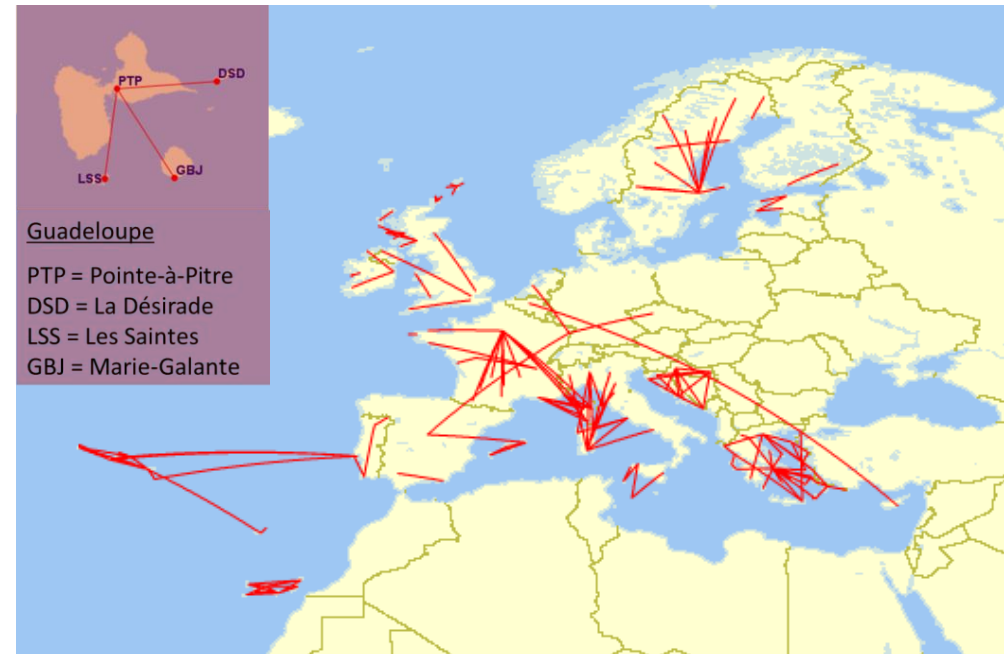 PTP
DSD
LSS
GBJ
Guadeloupe
PTP = Pointe-à-Pitre
DSD = La Désirade
LSS = Les Saintes
GBJ = Marie-Galante